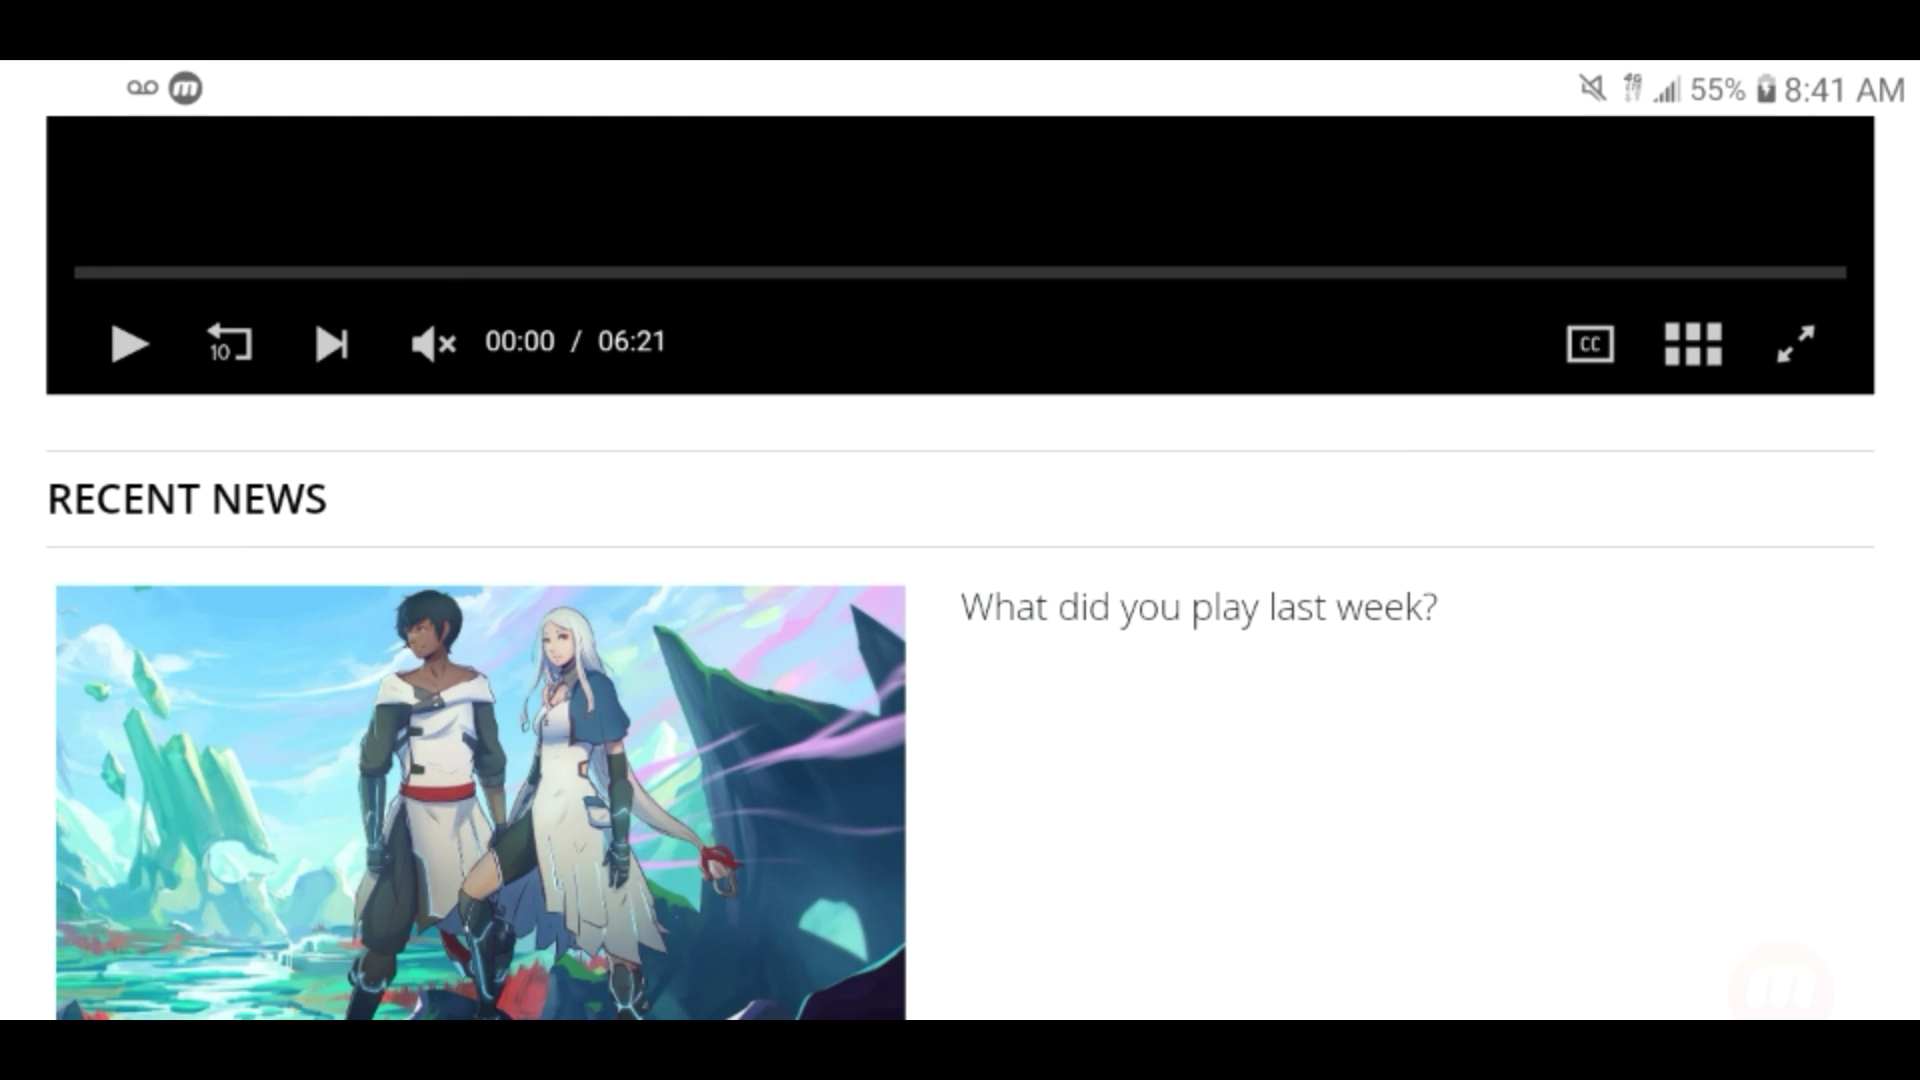 55% 8:41 AM
10 00:00 / 06:21 CC
RECENT NEWS
What did you play last week?